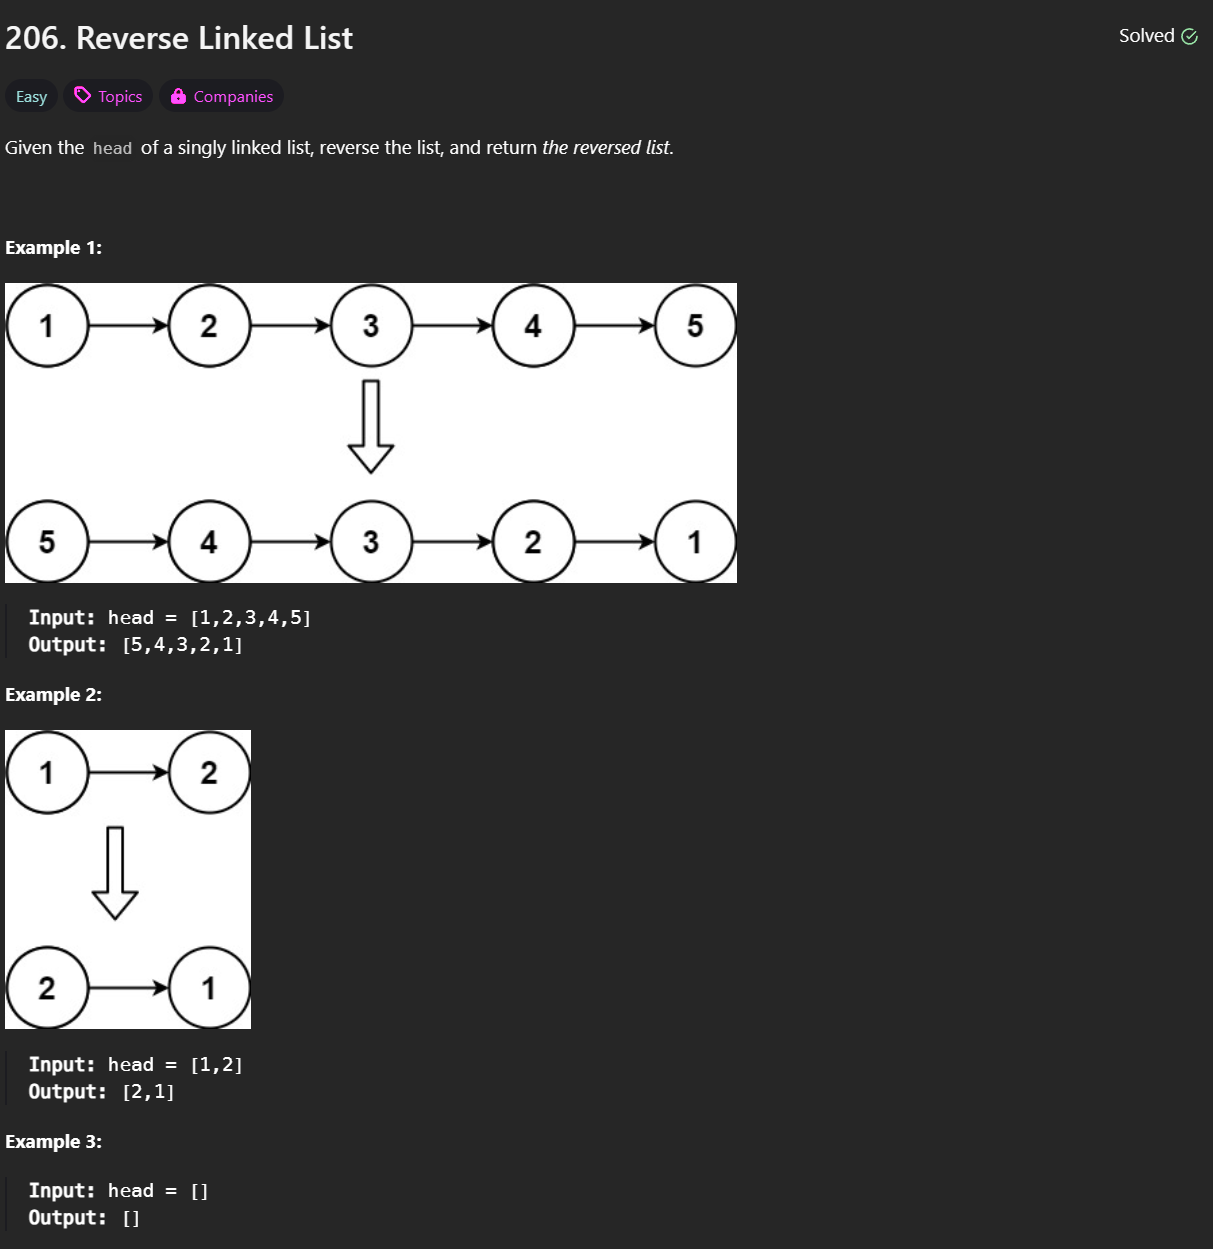 206. Reverse Linked List
Solved
Easy Topics Companies
Given the head of a singly linked list, reverse the list, and return the reversed list.
Example 1:
1 2 3 4 5
5 4 3 2 1
Input: head = [1,2,3,4,5]
Output: [5,4,3,2,1]
Example 2:
1 2
2 1
Input: head = [1,2]
Output: [2,1]
Example 3:
Input: head = []
Output: []